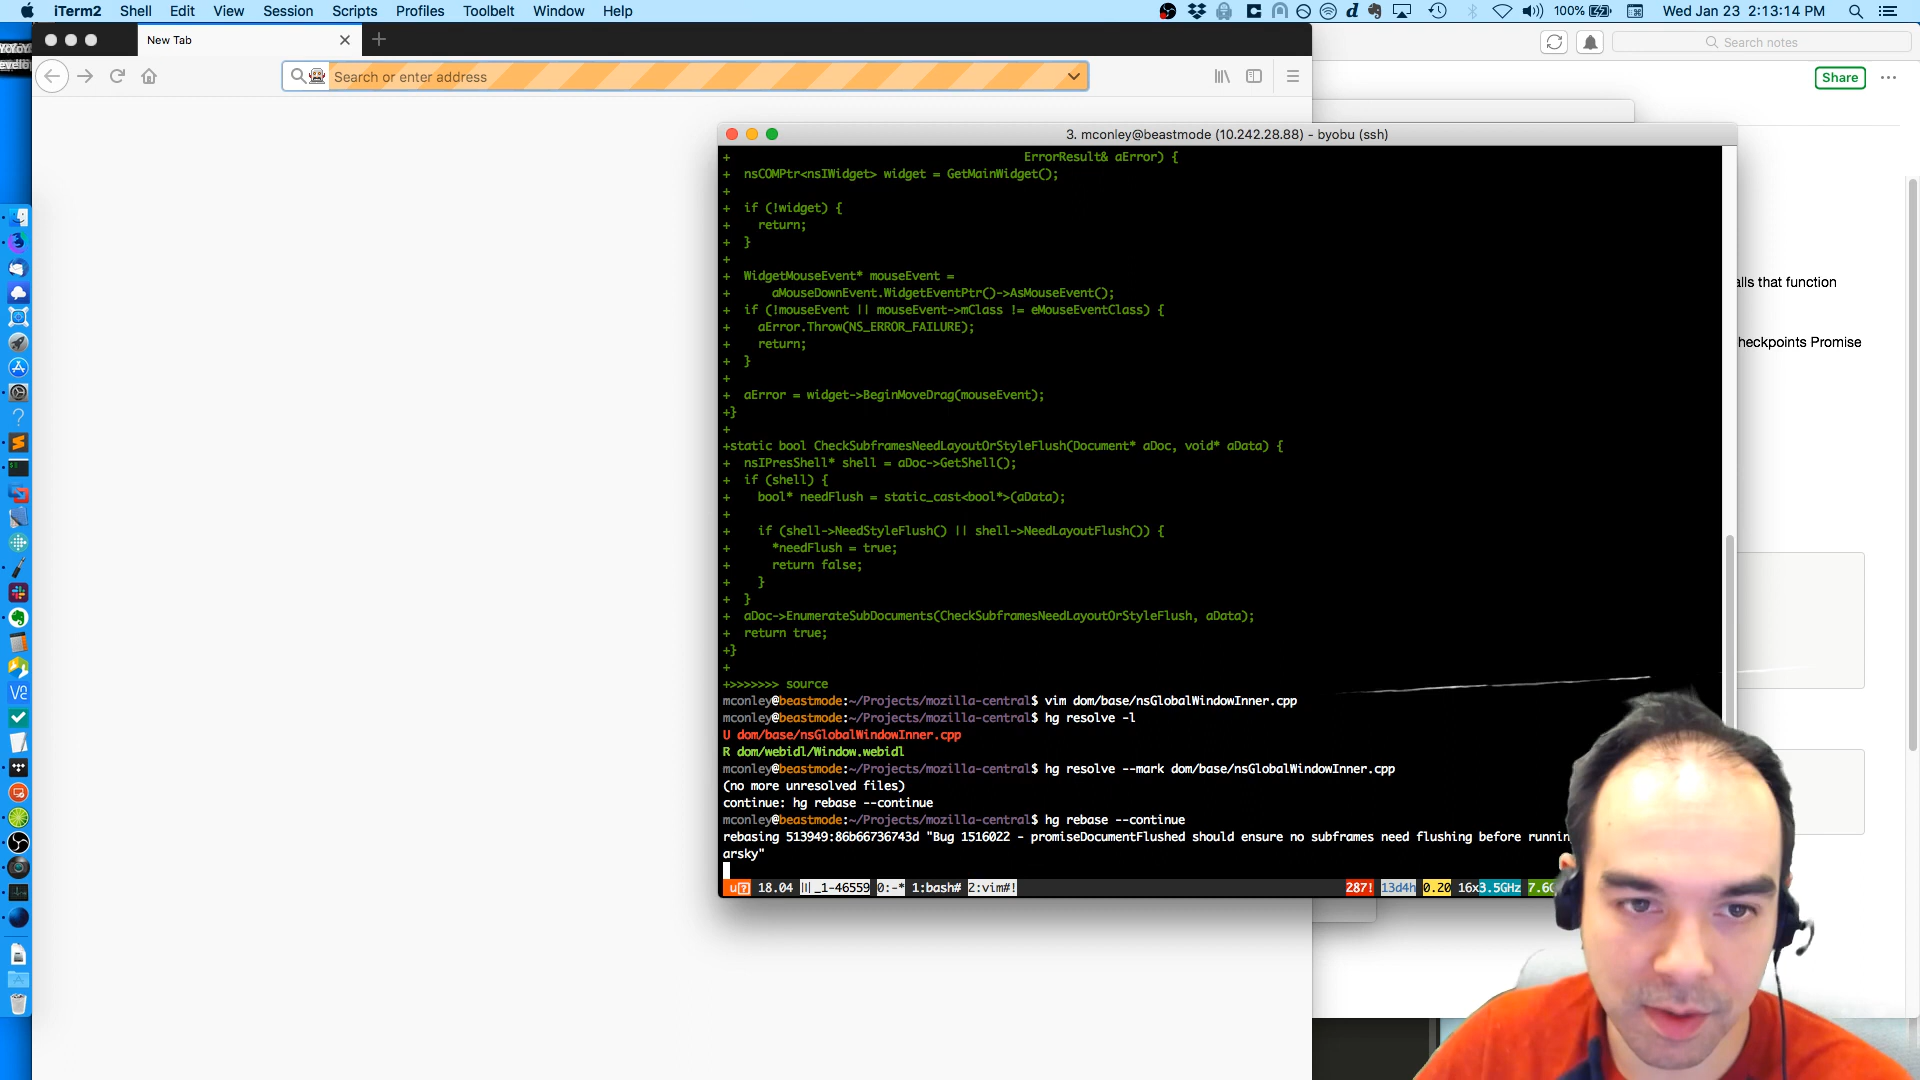 iTerm2 Shell Edit View Session Scripts Profiles Toolbelt Window Help
100% Wed Jan 23 2:13:14 PM
New Tab
Search or enter address
Search notes
Share
3. mconley@beastmode (10.242.28.88) - byobu (ssh)
+ ErrorResult& aError) {
+ nsCOMPtr<nsIWidget> widget = GetMainWidget();
+
+ if (!widget) {
+ return;
+ }
+
+ WidgetMouseEvent* mouseEvent =
+ aMouseDownEvent.WidgetEventPtr()->AsMouseEvent();
+ if (!mouseEvent || mouseEvent->mClass != eMouseEventClass) {
+ aError.Throw(NS_ERROR_FAILURE);
+ return;
+ }
+
+ aError = widget->BeginMoveDrag(mouseEvent);
+}
+
+static bool CheckSubframesNeedLayoutOrStyleFlush(Document* aDoc, void* aData) {
+ nsIPresShell* shell = aDoc->GetShell();
+ if (shell) {
+ bool* needFlush = static_cast<bool*>(aData);
+
+ if (shell->NeedStyleFlush() || shell->NeedLayoutFlush()) {
+ *needFlush = true;
+ return false;
+ }
+ }
+ aDoc->EnumerateSubDocuments(CheckSubframesNeedLayoutOrStyleFlush, aData);
+ return true;
+}
+
+>>>>>>> source
mconley@beastmode:~/Projects/mozilla-central$ vim dom/base/nsGlobalWindowInner.cpp
mconley@beastmode:~/Projects/mozilla-central$ hg resolve -l
U dom/base/nsGlobalWindowInner.cpp
R dom/webidl/Window.webidl
mconley@beastmode:~/Projects/mozilla-central$ hg resolve --mark dom/base/nsGlobalWindowInner.cpp
(no more unresolved files)
continue: hg rebase --continue
mconley@beastmode:~/Projects/mozilla-central$ hg rebase --continue
rebasing 513949:86b66736743d "Bug 1516022 - promiseDocumentFlushed should ensure no subframes need flushing before runnin
arsky"
18.04 _1-46559 0:-* 1:bash# 2:vim#! 287! 13d4h 0.20 16x3.5GHz
alls that function
heckpoints Promise